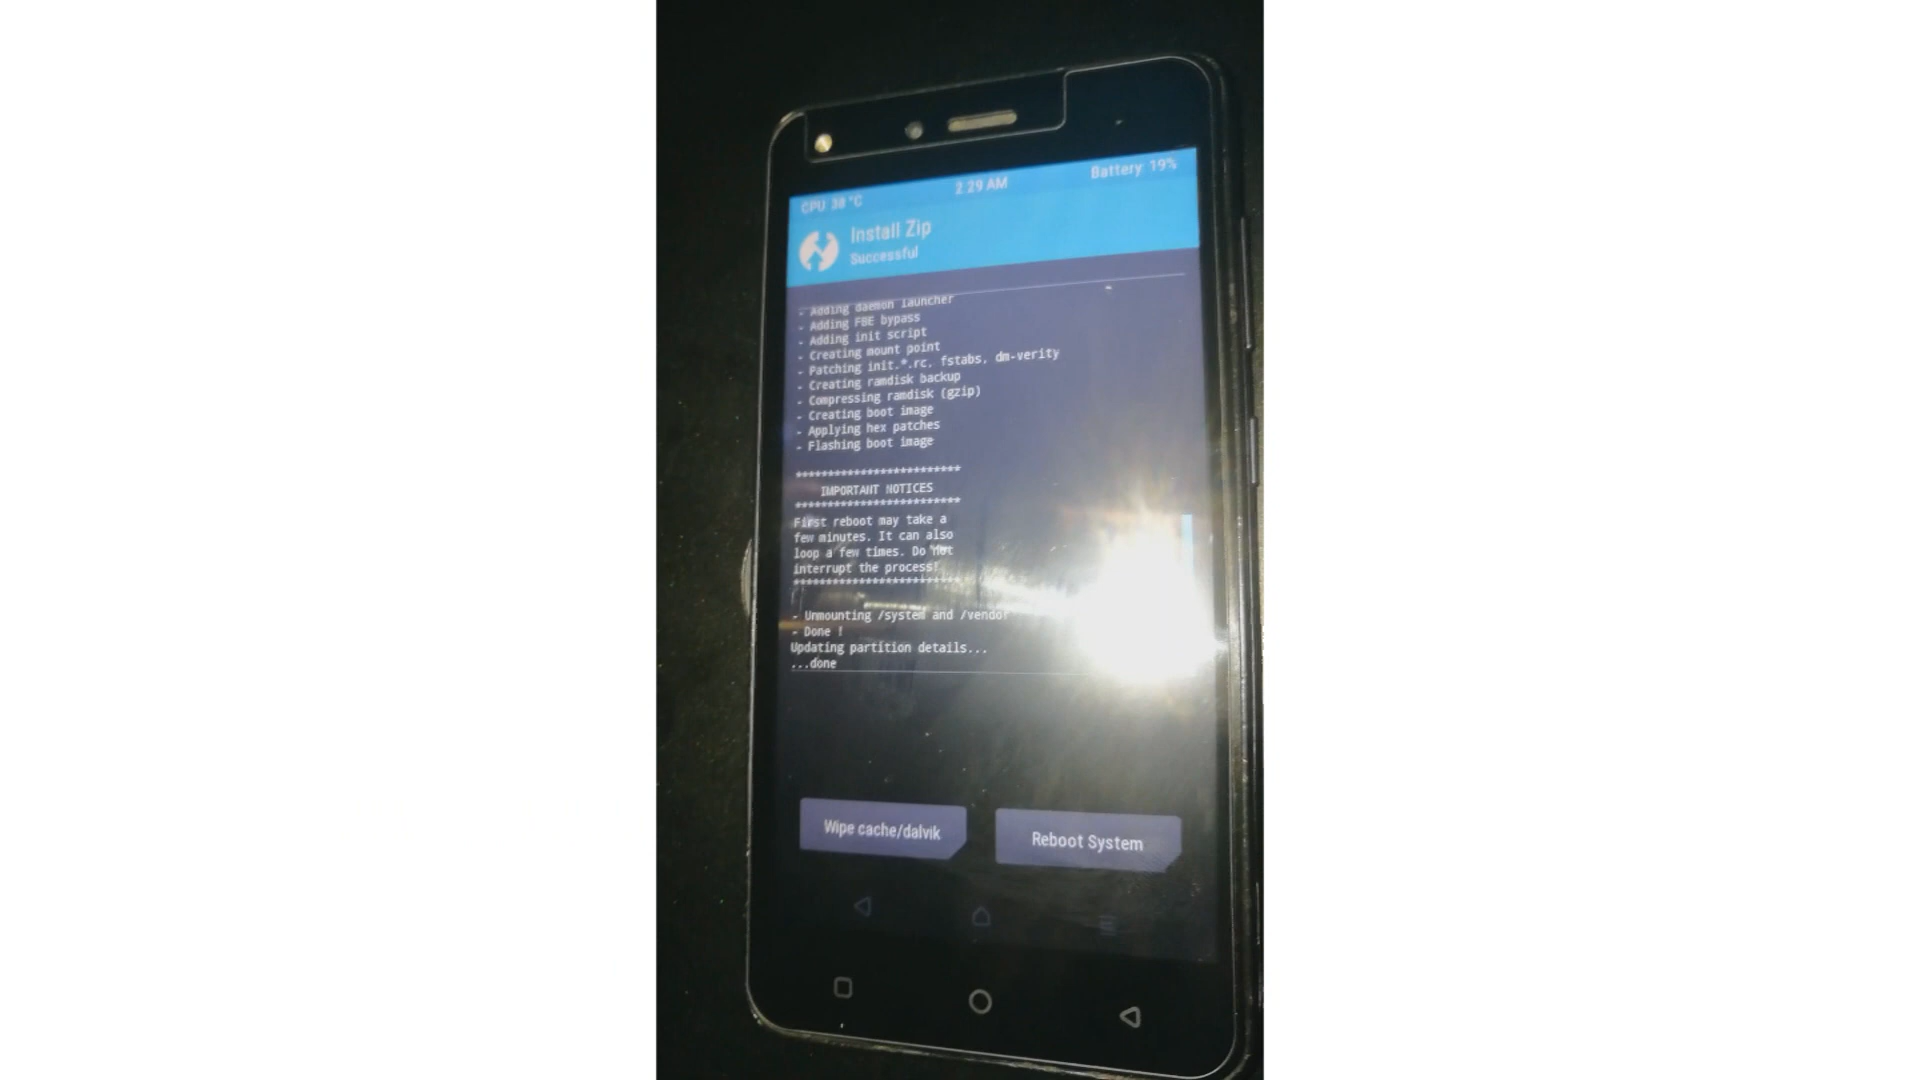 CPU: 38 °C
2:29 AM
Battery: 19%
Install Zip
Successful
- Adding daemon launcher
- Adding FBE bypass
- Adding init script
- Creating mount point
- Patching init.*.rc, fstabs, dm-verity
- Creating ramdisk backup
- Compressing ramdisk (gzip)
- Creating boot image
- Applying hex patches
- Flashing boot image
**************************
IMPORTANT NOTICES
**************************
First reboot may take a
few minutes. It can also
loop a few times. Do not
interrupt the process!
**************************
- Unmounting /system and /vendor
- Done !
Updating partition details...
...done
Wipe cache/dalvik
Reboot System